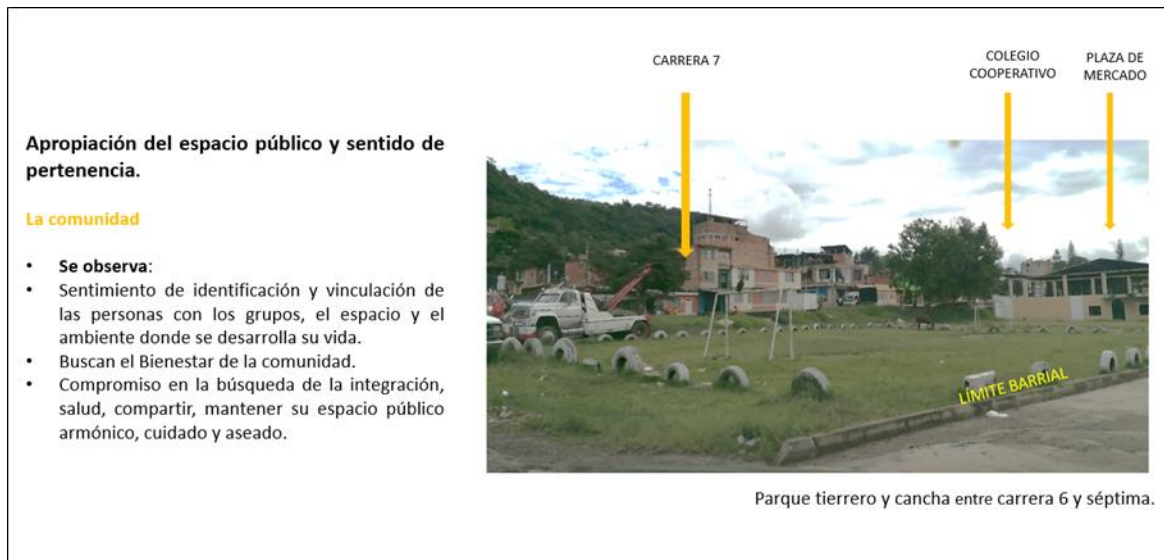 CARRERA 7
COLEGIO
COOPERATIVO
PLAZA DE
MERCADO
Apropiación del espacio público y sentido de
pertenencia.
La comunidad
• Se observa:
• Sentimiento de identificación y vinculación de
las personas con los grupos, el espacio y el
ambiente donde se desarrolla su vida.
• Buscan el Bienestar de la comunidad.
• Compromiso en la búsqueda de la integración,
salud, compartir, mantener su espacio público
armónico, cuidado y aseado.
LÍMITE BARRIAL
Parque tierrero y cancha entre carrera 6 y séptima.